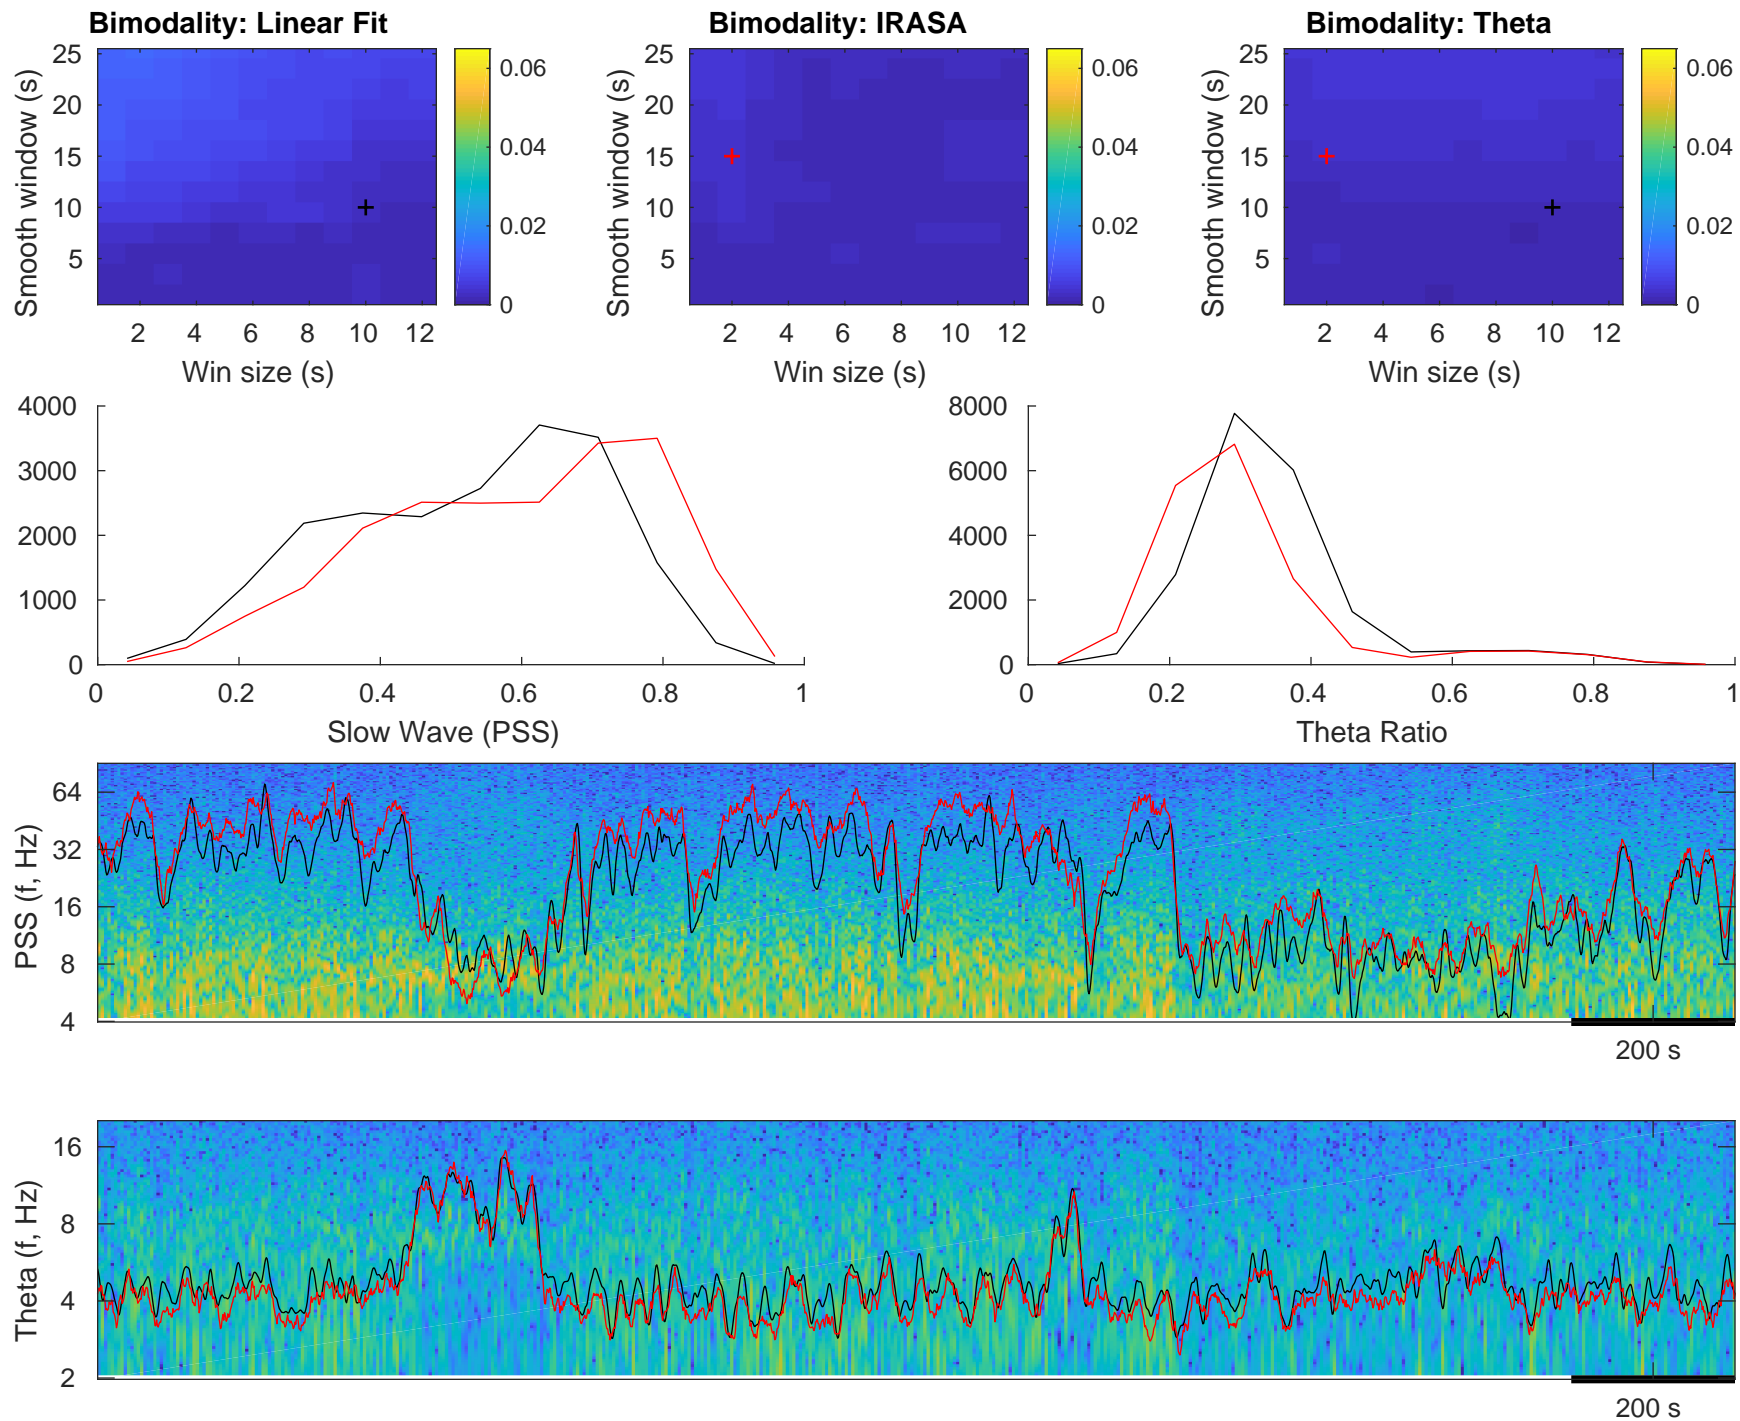 Bimodality: Linear Fit
Bimodality: IRASA
Bimodality: Theta
Smooth window (s)
25
20
15
10
5
2 4 6 8 10 12
Win size (s)
0.06
0.04
0.02
0
Smooth window (s)
25
20
15
10
5
2 4 6 8 10 12
Win size (s)
0.06
0.04
0.02
0
Smooth window (s)
25
20
15
10
5
2 4 6 8 10 12
Win size (s)
0.06
0.04
0.02
0
4000
3000
2000
1000
0
0 0.2 0.4 0.6 0.8 1
Slow Wave (PSS)
8000
6000
4000
2000
0
0 0.2 0.4 0.6 0.8 1
Theta Ratio
PSS (f, Hz)
64
32
16
8
4
200 s
Theta (f, Hz)
16
8
4
2
200 s